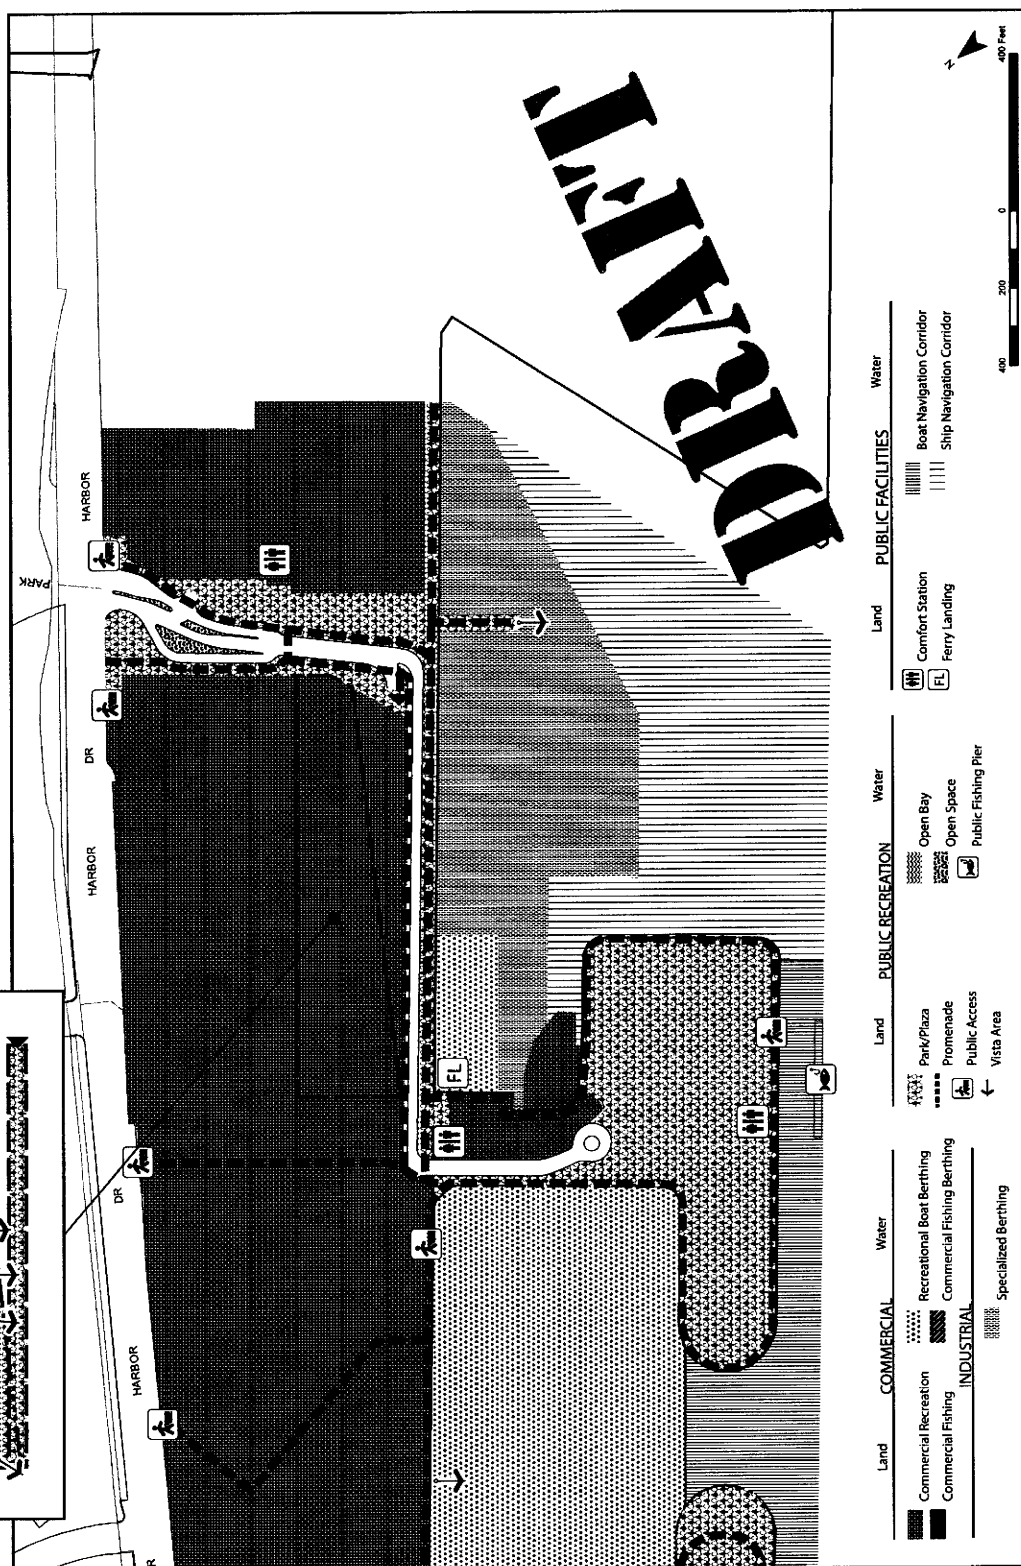 HARBOR
DR
HARBOR
DR
HARBOR
PARK
R
FL
DRAFT
N
400
200
0
400 Feet
COMMERCIAL
Land
Water
Commercial Recreation
Commercial Fishing
Recreational Boat Berthing
Commercial Fishing Berthing
INDUSTRIAL
Specialized Berthing
PUBLIC RECREATION
Land
Water
Park/Plaza
Promenade
Public Access
Vista Area
Open Bay
Open Space
Public Fishing Pier
PUBLIC FACILITIES
Land
Water
Comfort Station
FL
Ferry Landing
Boat Navigation Corridor
Ship Navigation Corridor